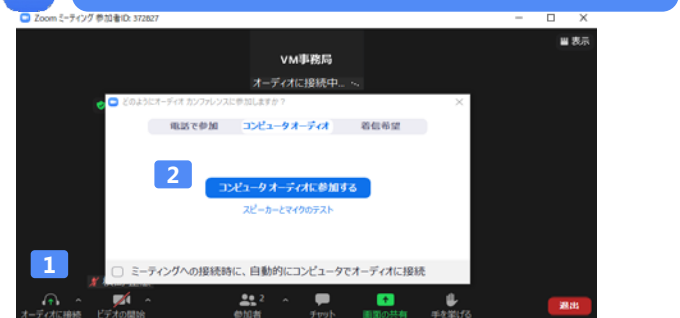 Zoom ミーティング 参加者ID: 372627
表示
VM事務局
オーディオに接続中...
どのようにオーディオ カンファレンスに参加しますか?
電話で参加 コンピュータ オーディオ 着信希望
2
コンピュータ オーディオに参加する
スピーカーとマイクのテスト
1
ミーティングへの接続時に、自動的にコンピュータでオーディオに接続
2
オーディオに接続 ビデオの開始 参加者 チャット 画面の共有 手を挙げる
退出